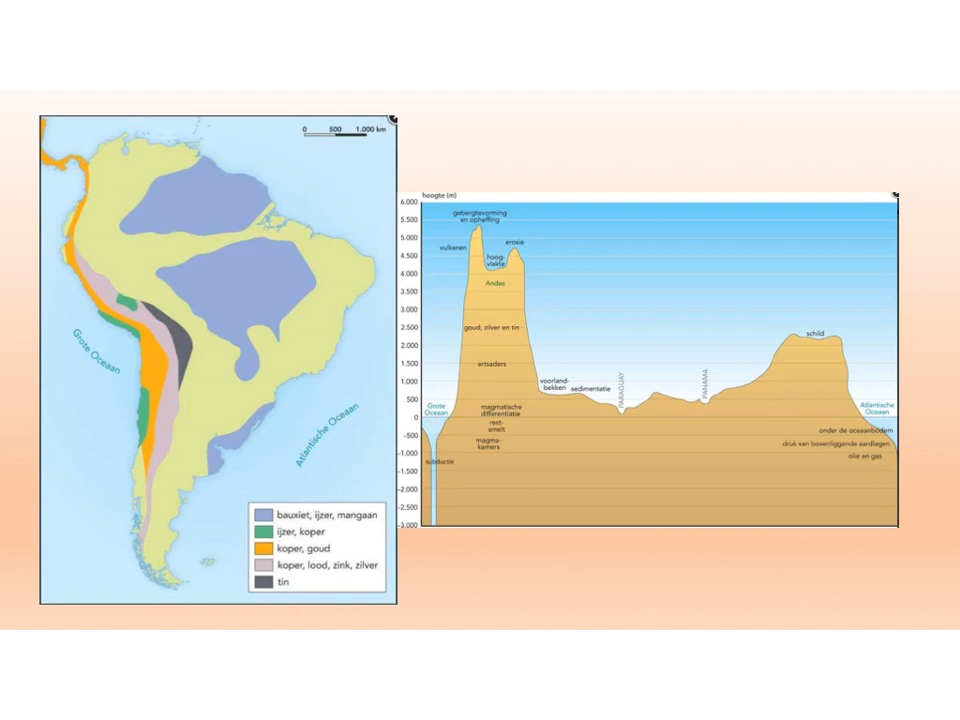 0 500 1.000 km
Grote Oceaan
Atlantische Oceaan
bauxiet, ijzer, mangaan
ijzer, koper
koper, goud
koper, lood, zink, zilver
tin
hoogte (m)
6.000
5.500
5.000
4.500
4.000
3.500
3.000
2.500
2.000
1.500
1.000
500
0
-500
-1.000
-1.500
-2.000
-2.500
-3.000
gebergtevorming
en opheffing
vulkanen
erosie
hoog-
vlakte
Andes
goud, zilver en tin
ertsaders
voorland-
bekken
sedimentatie
PARAGUAY
PANAMA
schild
Grote
Oceaan
Atlantische
Oceaan
magmatische
differentiatie
rest-
smelt
magma-
kamers
subductie
onder de oceaanbodem
druk van bovenliggende aardlagen
olie en gas